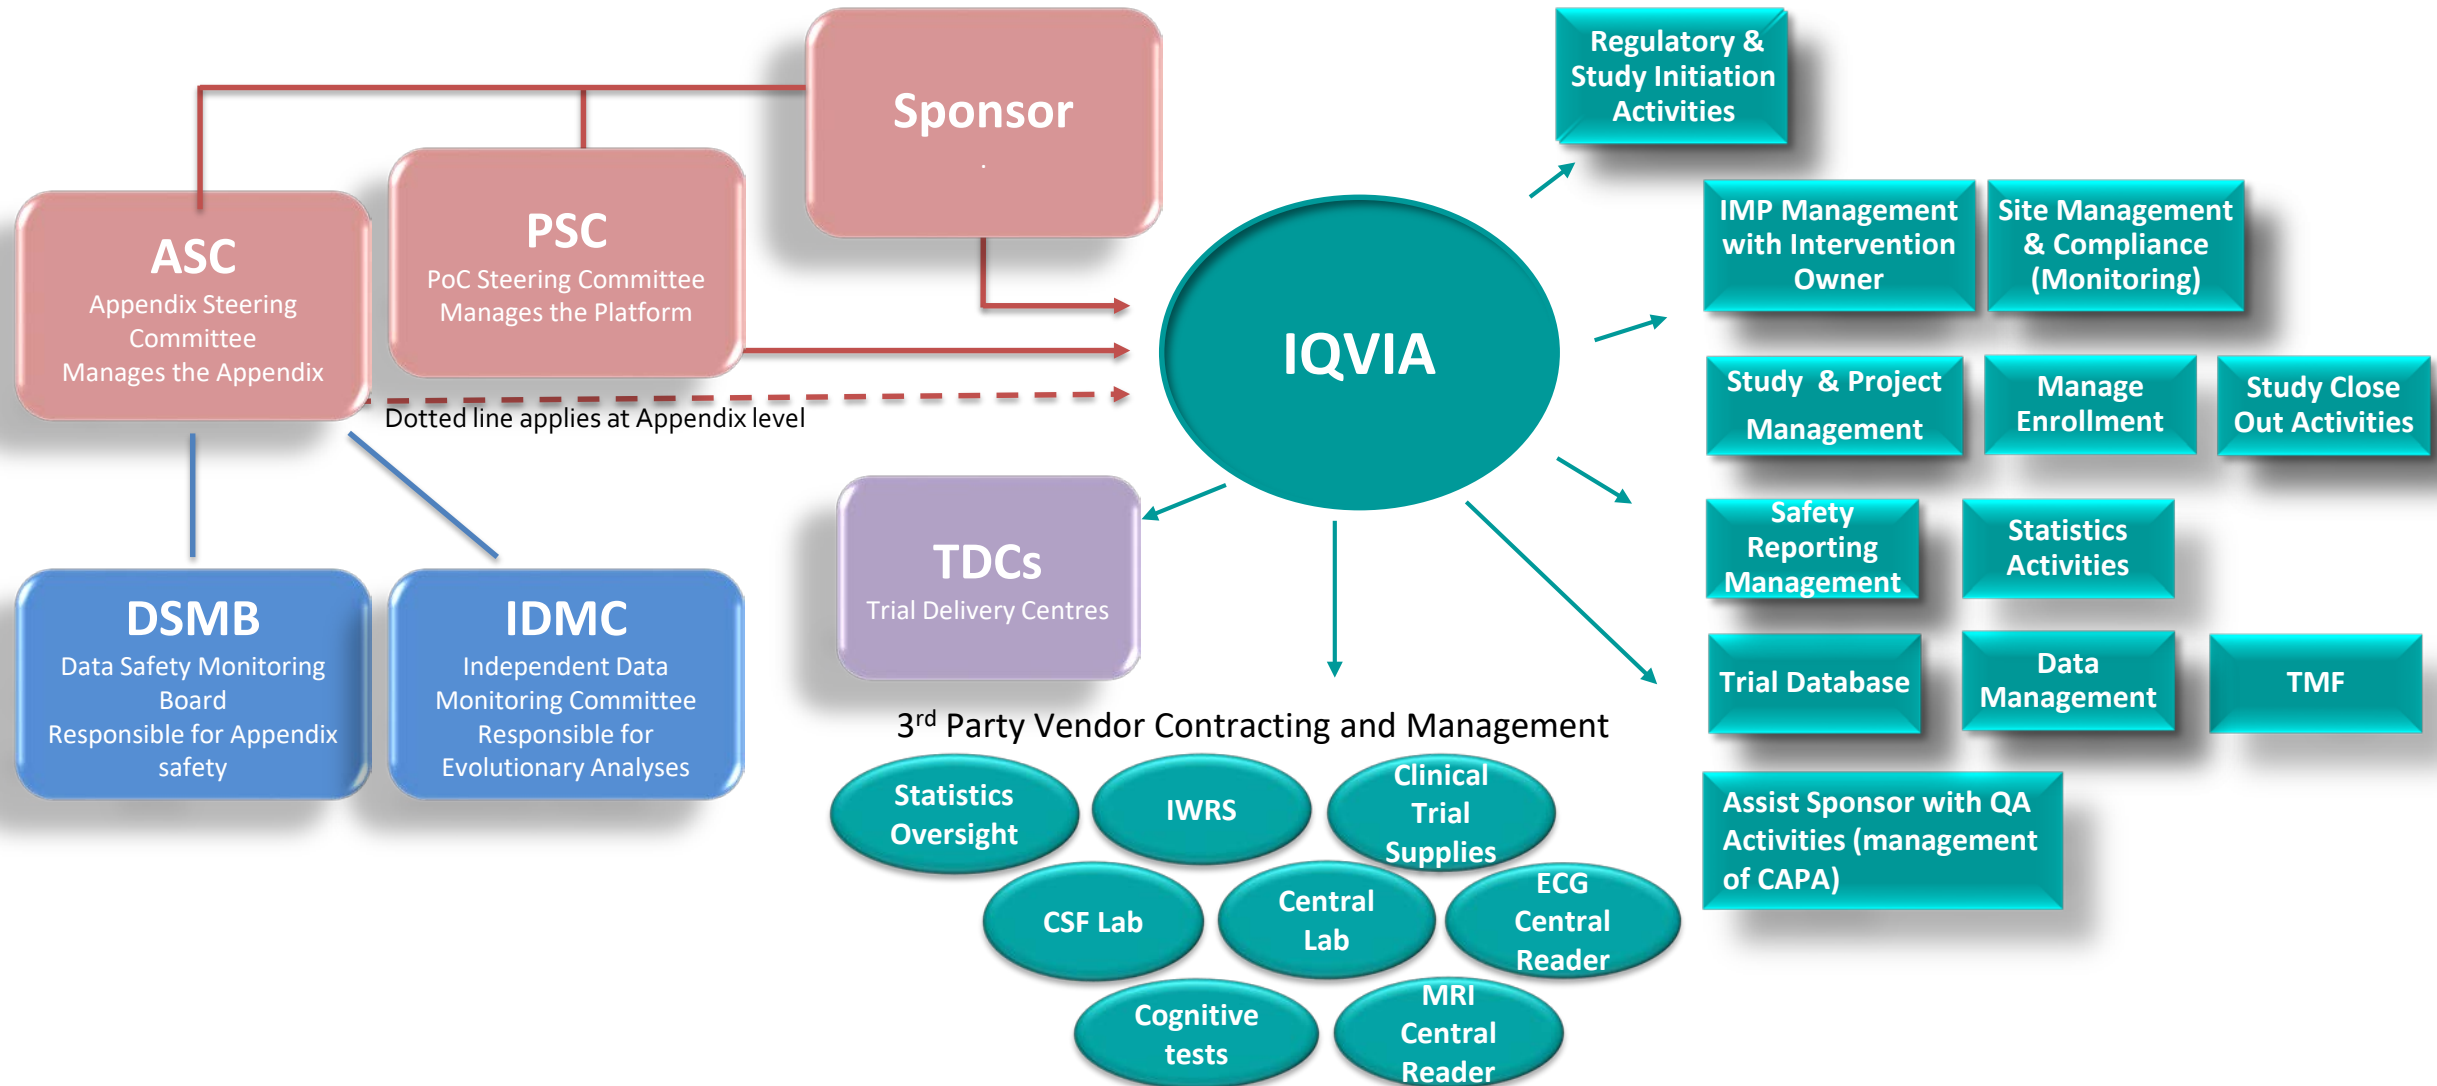 Sponsor
.
Regulatory &
Study Initiation
Activities
ASC
Appendix Steering
Committee
Manages the Appendix
PSC
PoC Steering Committee
Manages the Platform
Dotted line applies at Appendix level
IQVIA
IMP Management
with Intervention
Owner
Site Management
& Compliance
(Monitoring)
Study & Project
Management
Manage
Enrollment
Study Close
Out Activities
DSMB
Data Safety Monitoring
Board
Responsible for Appendix
safety
IDMC
Independent Data
Monitoring Committee
Responsible for
Evolutionary Analyses
TDCs
Trial Delivery Centres
Safety
Reporting
Management
Statistics
Activities
Trial Database
Data
Management
TMF
Assist Sponsor with QA
Activities (management
of CAPA)
3rd Party Vendor Contracting and Management
Statistics
Oversight
IWRS
Clinical
Trial
Supplies
CSF Lab
Central
Lab
ECG
Central
Reader
Cognitive
tests
MRI
Central
Reader